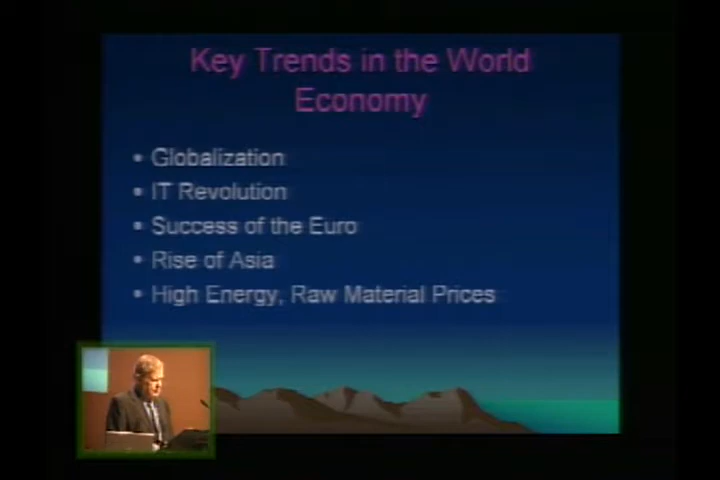 Key Trends in the World
Economy
• Globalization
• IT Revolution
• Success of the Euro
• Rise of Asia
• High Energy, Raw Material Prices